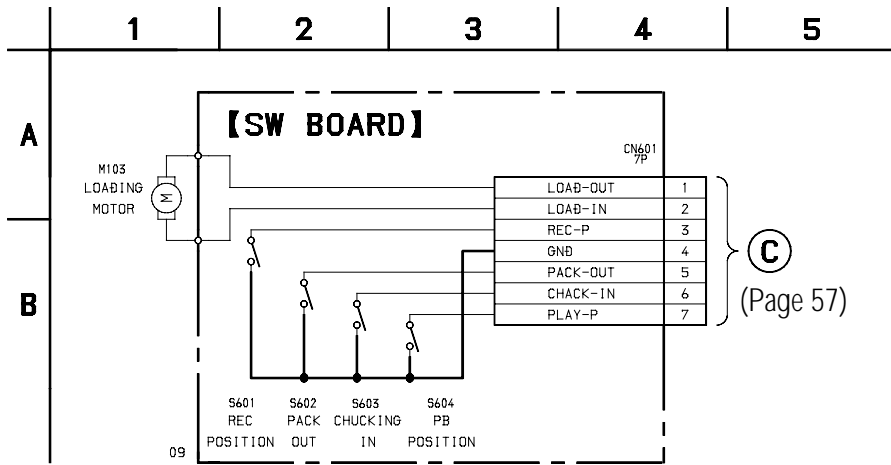 1 2 3 4 5
A
B
【SW BOARD】
CN601
7P
M103
LOADING
MOTOR
M
LOAD-OUT 1
LOAD-IN 2
REC-P 3
GND 4
PACK-OUT 5
CHACK-IN 6
PLAY-P 7
C
(Page 57)
S601 S602 S603 S604
REC PACK CHUCKING PB
POSITION OUT IN POSITION
09